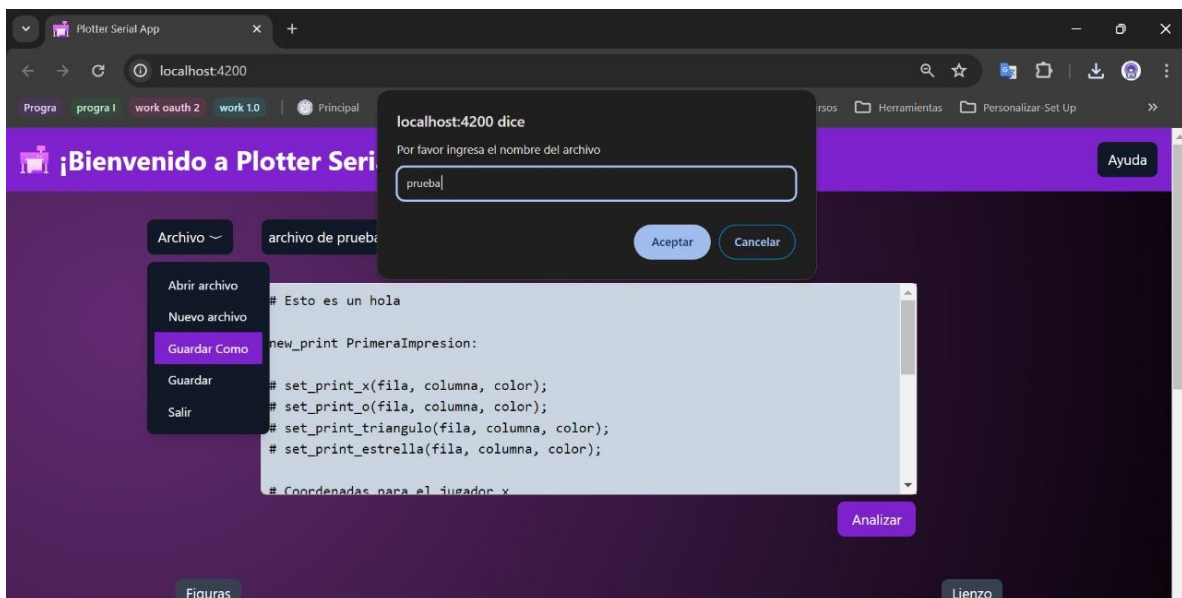 Plotter Serial App
localhost:4200
Progra progra I work oauth 2 work 1.0 Principal Herramientas Personalizar-Set Up
localhost:4200 dice
Por favor ingresa el nombre del archivo
prueba
Aceptar Cancelar
¡Bienvenido a Plotter Seri
Ayuda
Archivo
archivo de prueba
Abrir archivo
Nuevo archivo
Guardar Como
Guardar
Salir
# Esto es un hola
new_print PrimeraImpresion:
# set_print_x(fila, columna, color);
# set_print_o(fila, columna, color);
# set_print_triangulo(fila, columna, color);
# set_print_estrella(fila, columna, color);
# Coordenadas para el jugador x
Analizar
Figuras Lienzo